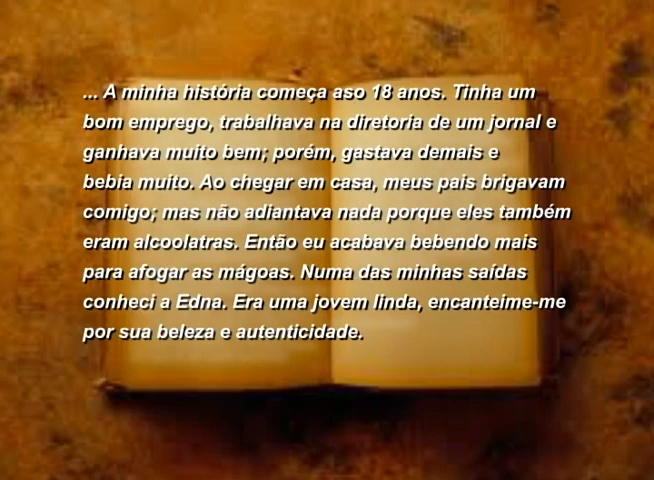 ... A minha história começa aso 18 anos. Tinha um
bom emprego, trabalhava na diretoria de um jornal e
ganhava muito bem; porém, gastava demais e
bebia muito. Ao chegar em casa, meus pais brigavam
comigo; mas não adiantava nada porque eles também
eram alcoolatras. Então eu acabava bebendo mais
para afogar as mágoas. Numa das minhas saídas
conheci a Edna. Era uma jovem linda, encanteime-me
por sua beleza e autenticidade.